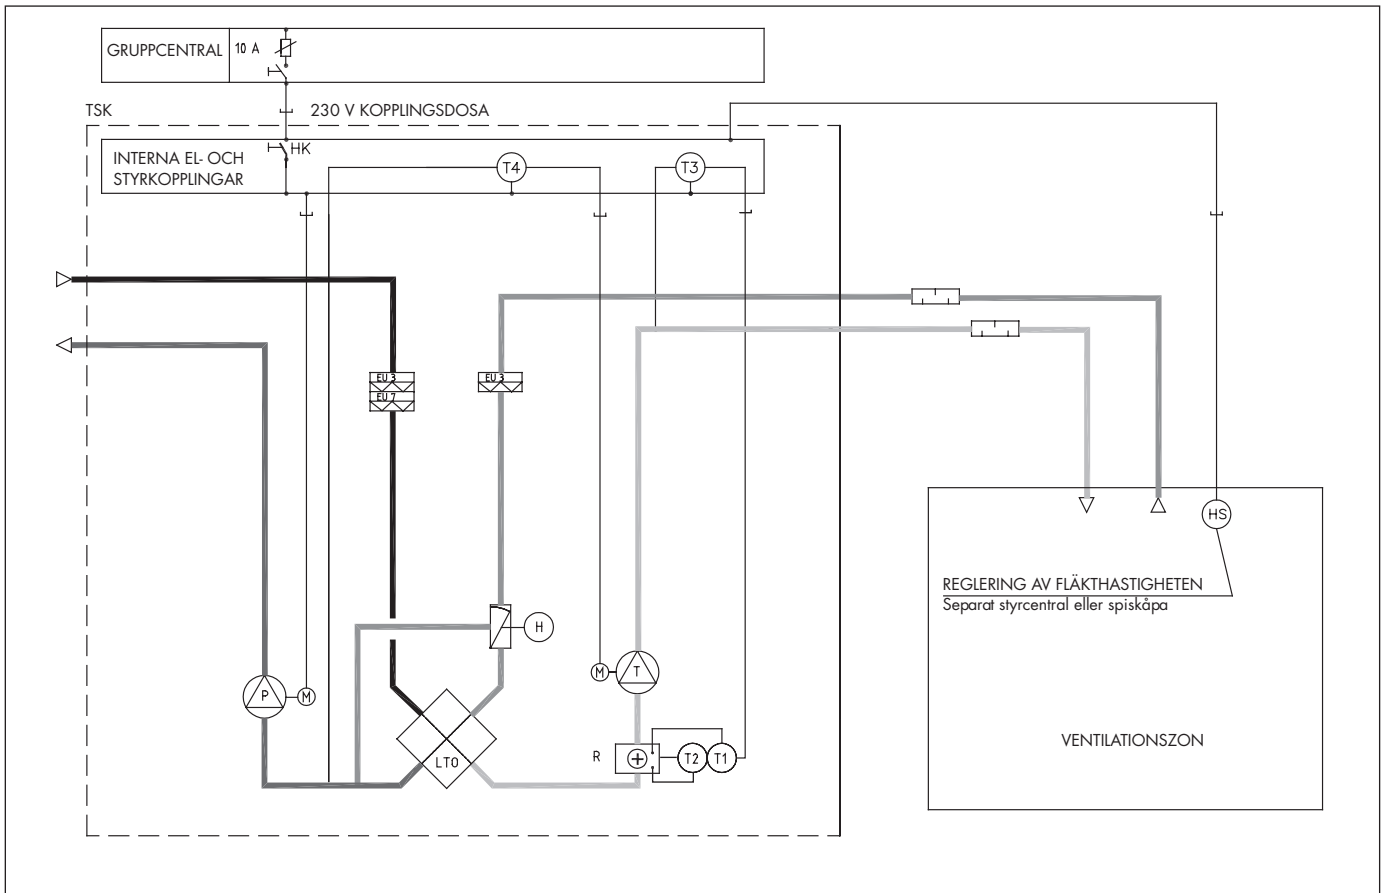 GRUPPCENTRAL
10 A
TSK
230 V KOPPLINGSDOSA
HK
INTERNA EL- OCH
STYRKOPPLINGAR
T4
T3
EU 3
EU 7
EU 3
HS
REGLERING AV FLÄKTHASTIGHETEN
Separat styrcentral eller spiskåpa
H
M
T
P
M
R
T2
T1
LTO
VENTILATIONSZON